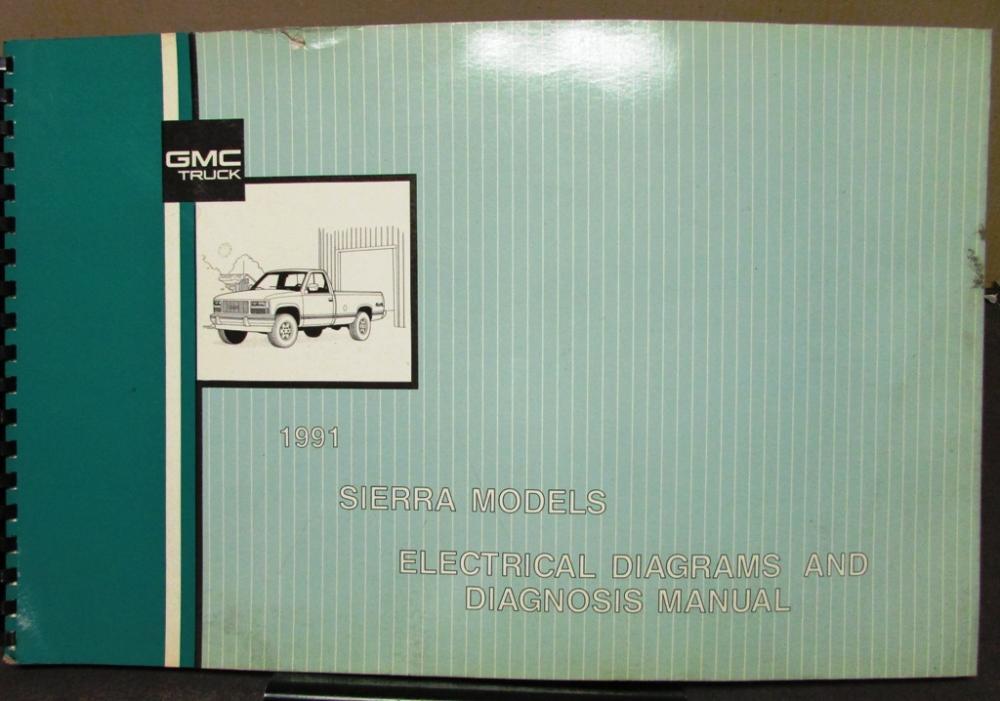 GMC
TRUCK
1991
SIERRA MODELS
ELECTRICAL DIAGRAMS AND
DIAGNOSIS MANUAL